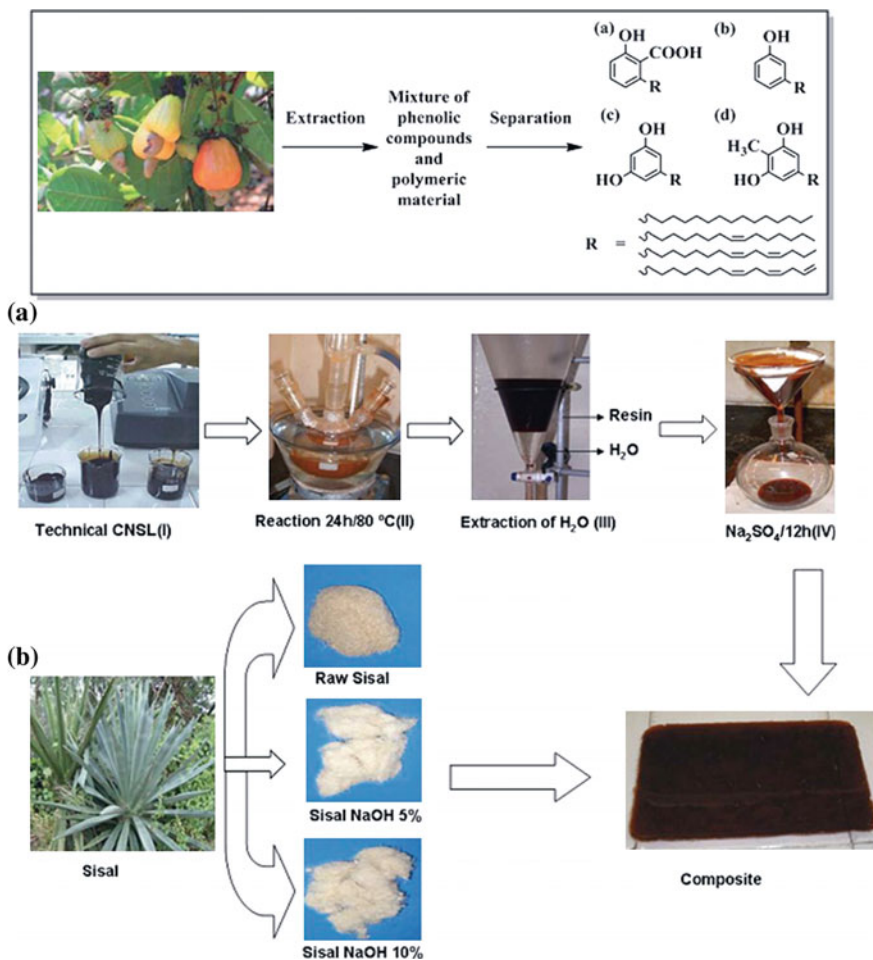 (a)
OH
COOH
R
(b)
OH
R
Extraction
Mixture of
phenolic
compounds
and
polymeric
material
Separation
(c)
OH
HO
R
(d)
OH
H₃C
HO
R
R =
(a)
Resin
H₂O
Technical CNSL(I)
Reaction 24h/80 ºC(II)
Extraction of H₂O (III)
Na₂SO₄/12h(IV)
(b)
Raw Sisal
Sisal NaOH 5%
Sisal
Sisal NaOH 10%
Composite